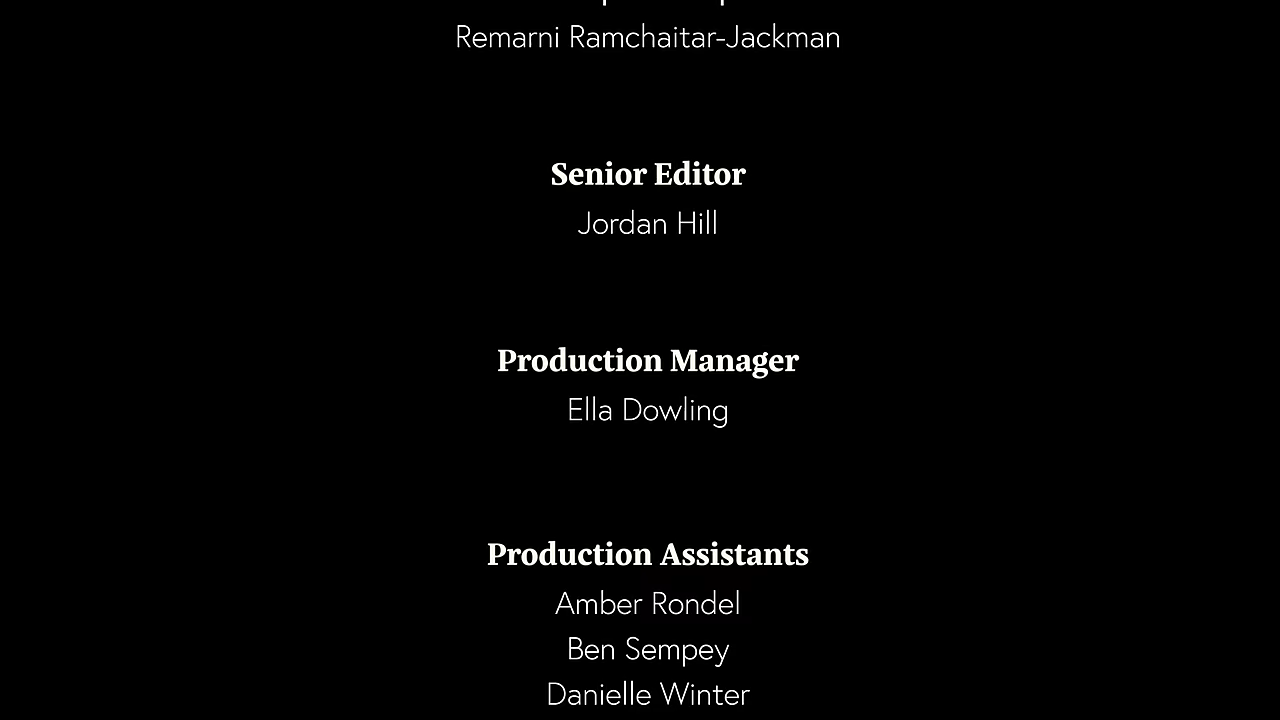 Remarni Ramchaitar-Jackman
Senior Editor
Jordan Hill
Production Manager
Ella Dowling
Production Assistants
Amber Rondel
Ben Sempey
Danielle Winter